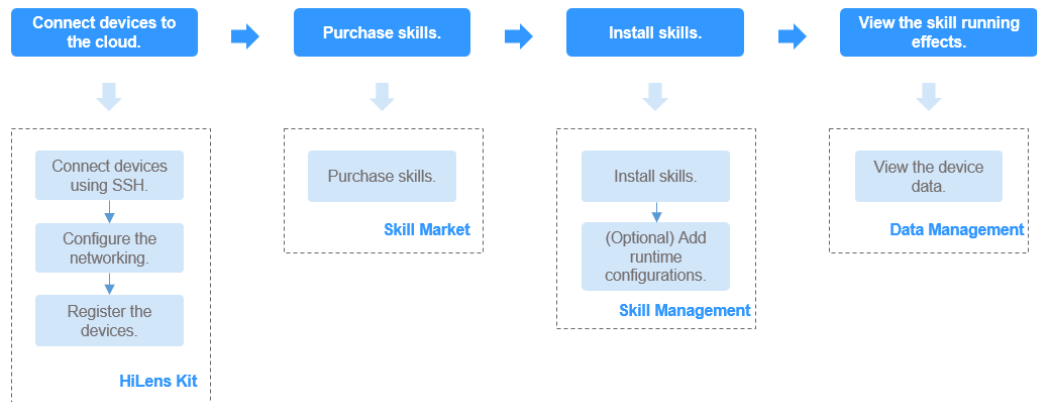 Connect devices to
the cloud.
Purchase skills.
Install skills.
View the skill running
effects.
Connect devices
using SSH.
Configure the
networking.
Register the
devices.
HiLens Kit
Purchase skills.
Skill Market
Install skills.
(Optional) Add
runtime
configurations.
Skill Management
View the device
data.
Data Management